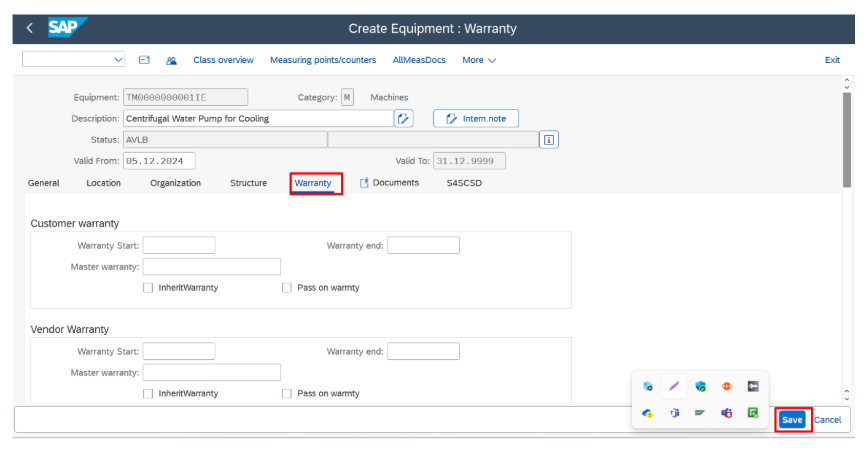 SAP Create Equipment : Warranty
Class overview Measuring points/counters AllMeasDocs More Exit
Equipment: TM0000000001IE Category: M Machines
Description: Centrifugal Water Pump for Cooling Intern.note
Status: AVLB
Valid From: 05.12.2024 Valid To: 31.12.9999
General Location Organization Structure Warranty Documents S4SCSD
Customer warranty
Warranty Start: Warranty end:
Master warranty:
InheritWarranty Pass on warrnty
Vendor Warranty
Warranty Start: Warranty end:
Master warranty:
InheritWarranty Pass on warrnty
Save Cancel